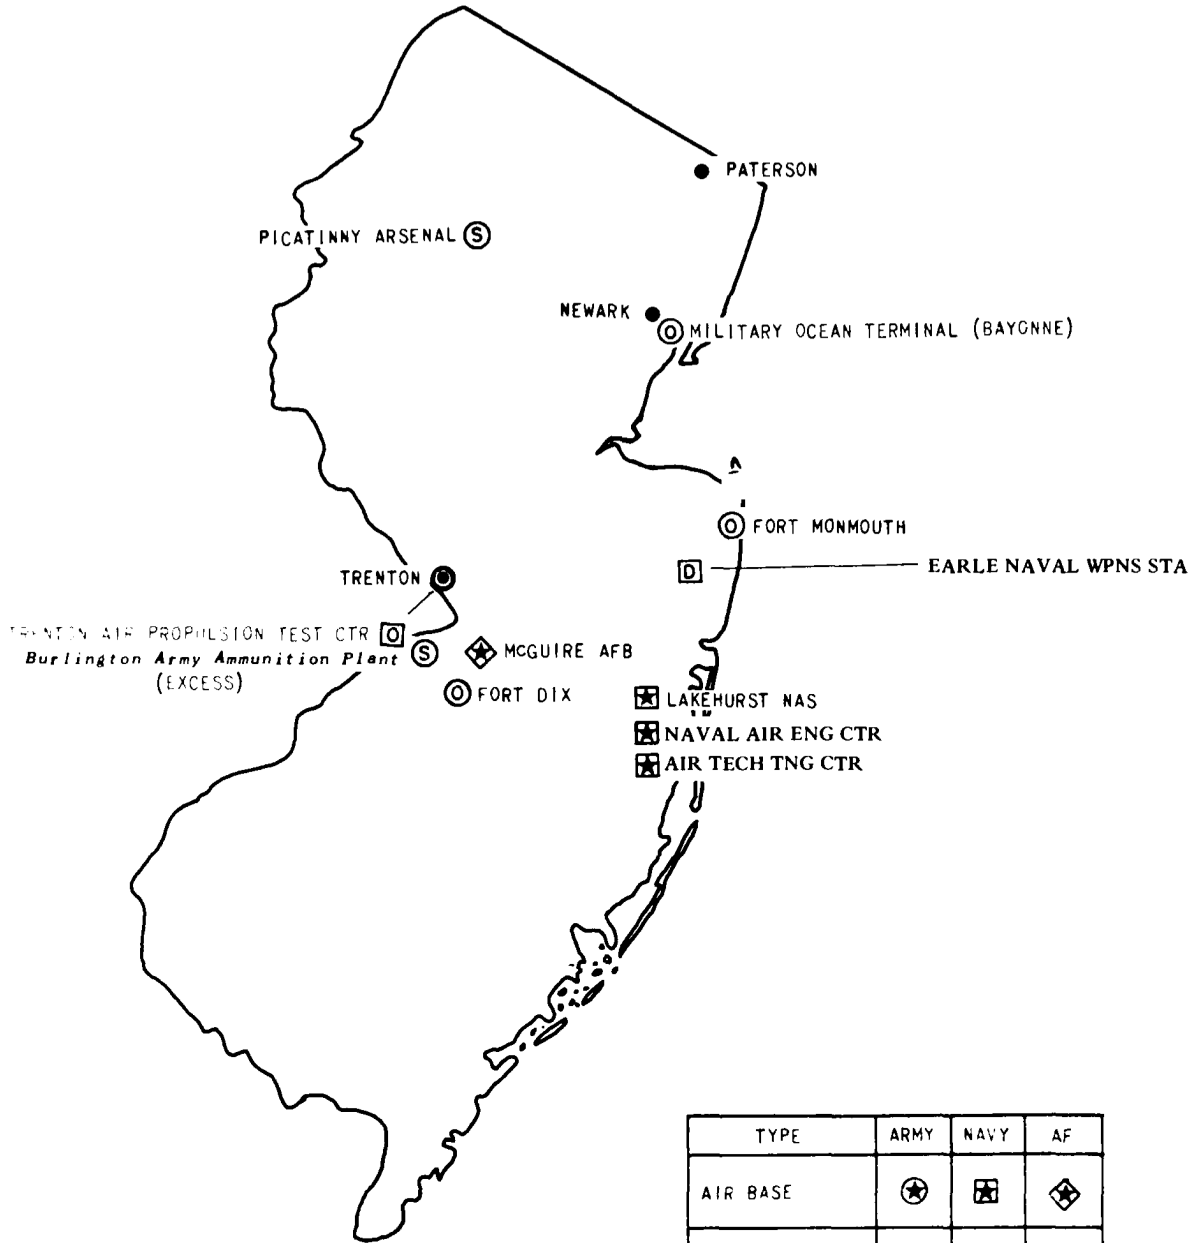 PATERSON
PICATINNY ARSENAL S
NEWARK
O MILITARY OCEAN TERMINAL (BAYONNE)
O FORT MONMOUTH
D EARLE NAVAL WPNS STA
TRENTON
TRENTON AIR PROPULSION TEST CTR O
Burlington Army Ammunition Plant S
(EXCESS)
MCGUIRE AFB
O FORT DIX
LAKEHURST NAS
NAVAL AIR ENG CTR
AIR TECH TNG CTR
TYPE ARMY NAVY AF
AIR BASE